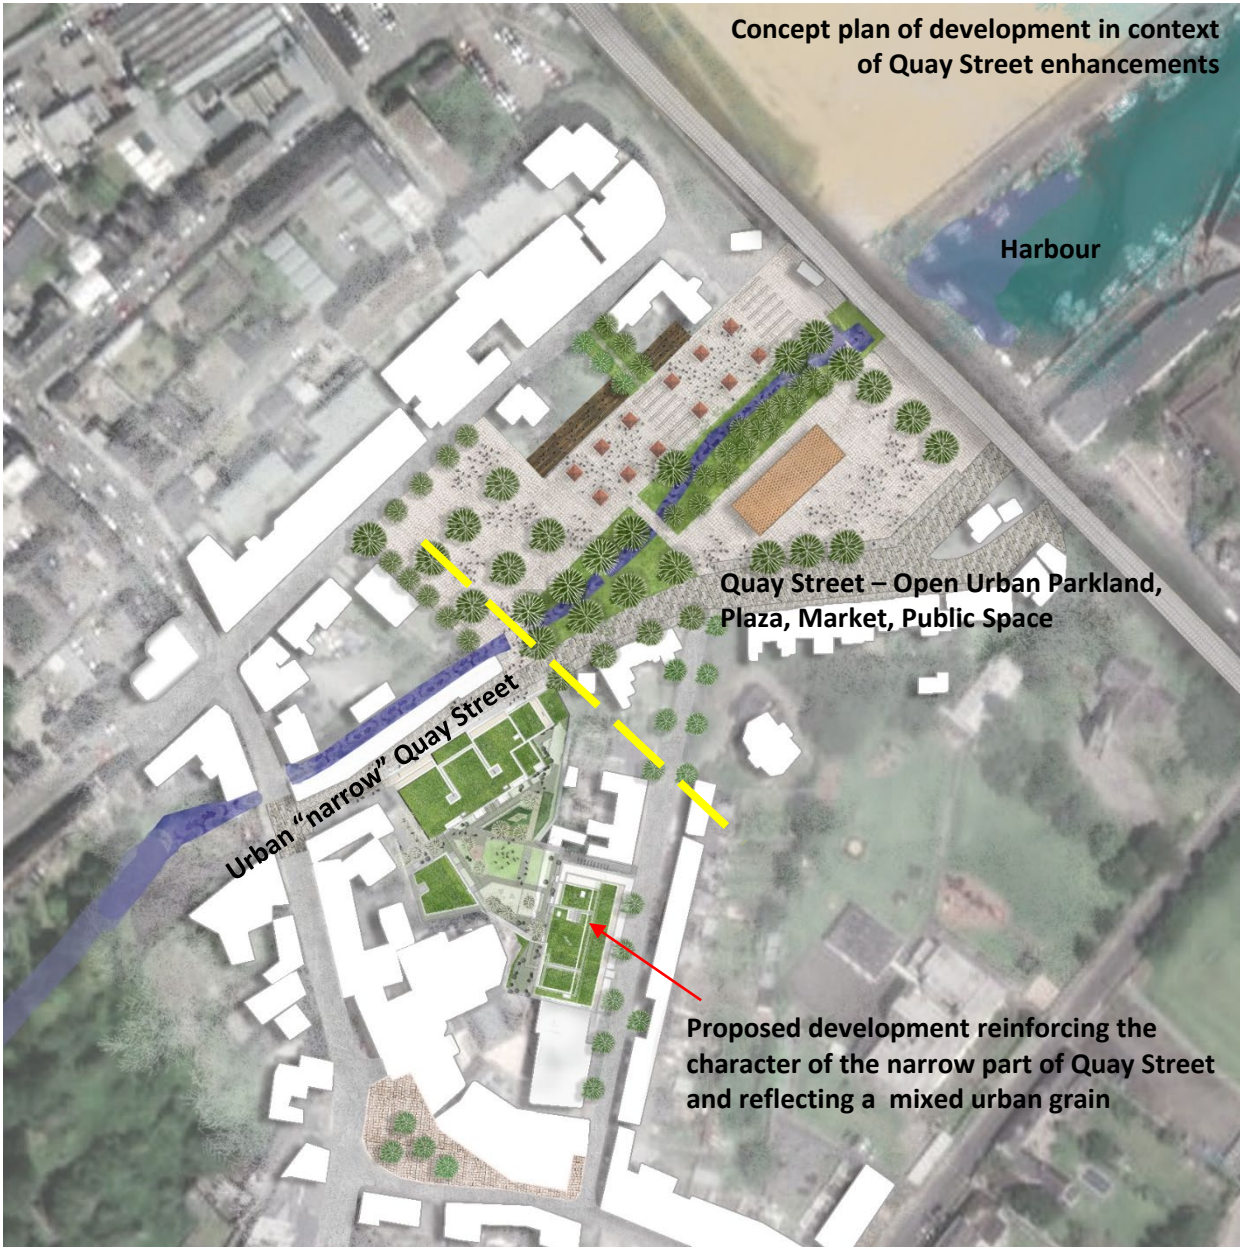 Concept plan of development in context
of Quay Street enhancements
Harbour
Quay Street – Open Urban Parkland,
Plaza, Market, Public Space
Urban “narrow” Quay Street
Proposed development reinforcing the
character of the narrow part of Quay Street
and reflecting a mixed urban grain